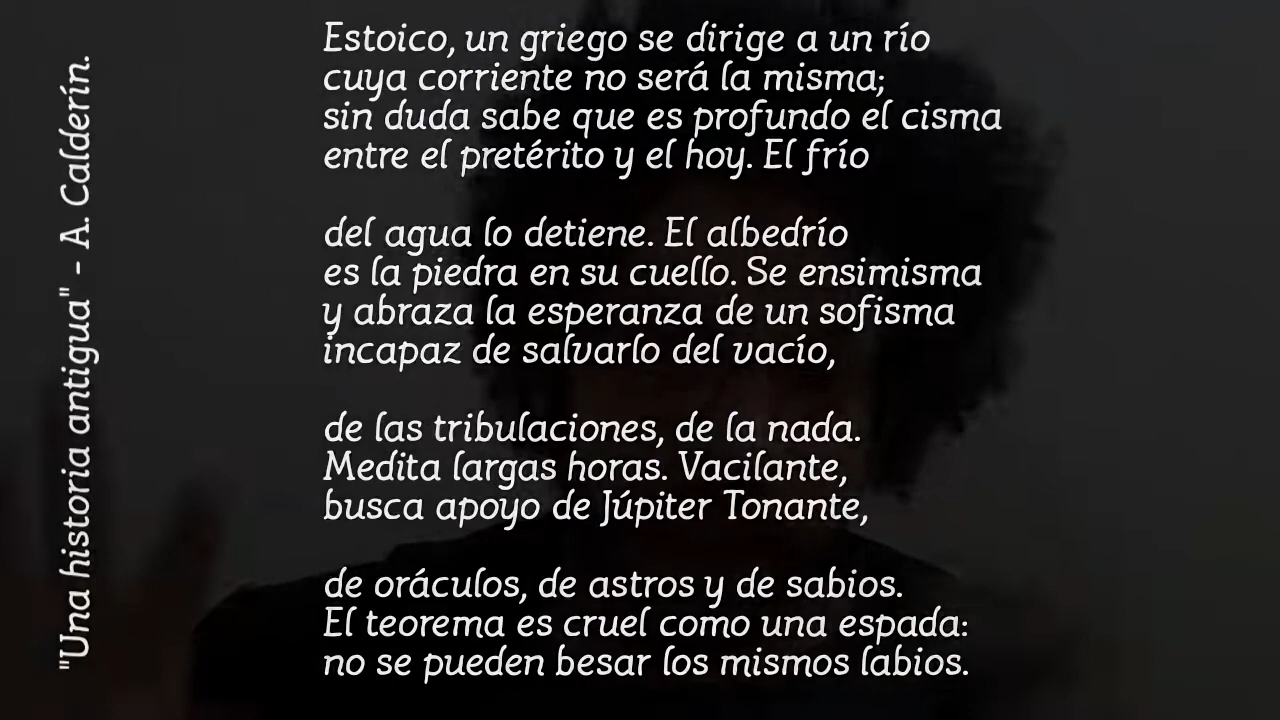 "Una historia antigua" - A. Calderín.
Estoico, un griego se dirige a un río
cuya corriente no será la misma;
sin duda sabe que es profundo el cisma
entre el pretérito y el hoy. El frío
del agua lo detiene. El albedrío
es la piedra en su cuello. Se ensimisma
y abraza la esperanza de un sofisma
incapaz de salvarlo del vacío,
de las tribulaciones, de la nada.
Medita largas horas. Vacilante,
busca apoyo de Júpiter Tonante,
de oráculos, de astros y de sabios.
El teorema es cruel como una espada:
no se pueden besar los mismos labios.